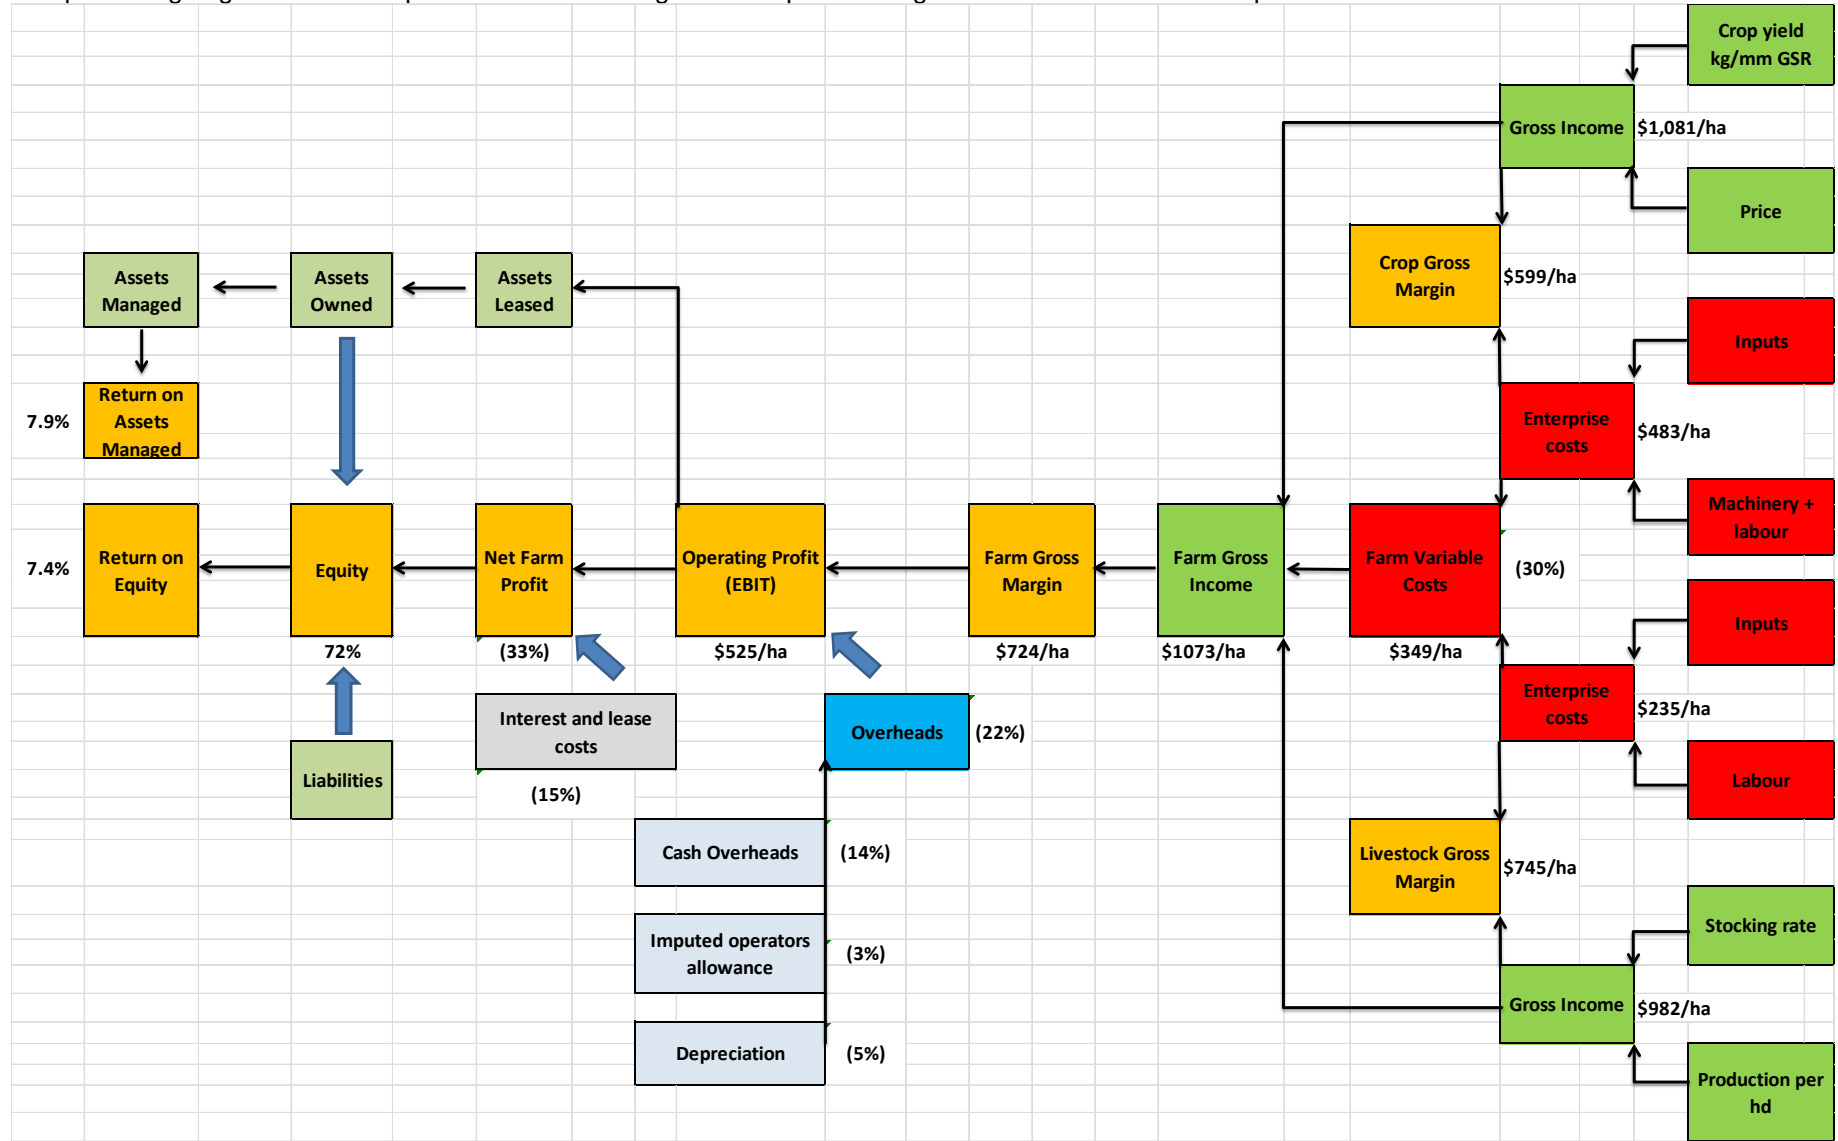 Crop yield
kg/mm GSR
Gross Income
$1,081/ha
Price
Crop Gross
Margin
$599/ha
Assets
Managed
Assets
Owned
Assets
Leased
Inputs
Return on
Assets
Managed
7.9%
Enterprise
costs
$483/ha
Machinery +
labour
7.4%
Return on
Equity
Equity
72%
Net Farm
Profit
(33%)
Operating Profit
(EBIT)
$525/ha
Farm Gross
Margin
$724/ha
Farm Gross
Income
$1073/ha
Farm Variable
Costs
$349/ha
(30%)
Inputs
Enterprise
costs
$235/ha
Interest and lease
costs
(15%)
Overheads
(22%)
Liabilities
Labour
Cash Overheads
(14%)
Livestock Gross
Margin
$745/ha
Imputed operators
allowance
(3%)
Stocking rate
Gross Income
$982/ha
Depreciation
(5%)
Production per
hd